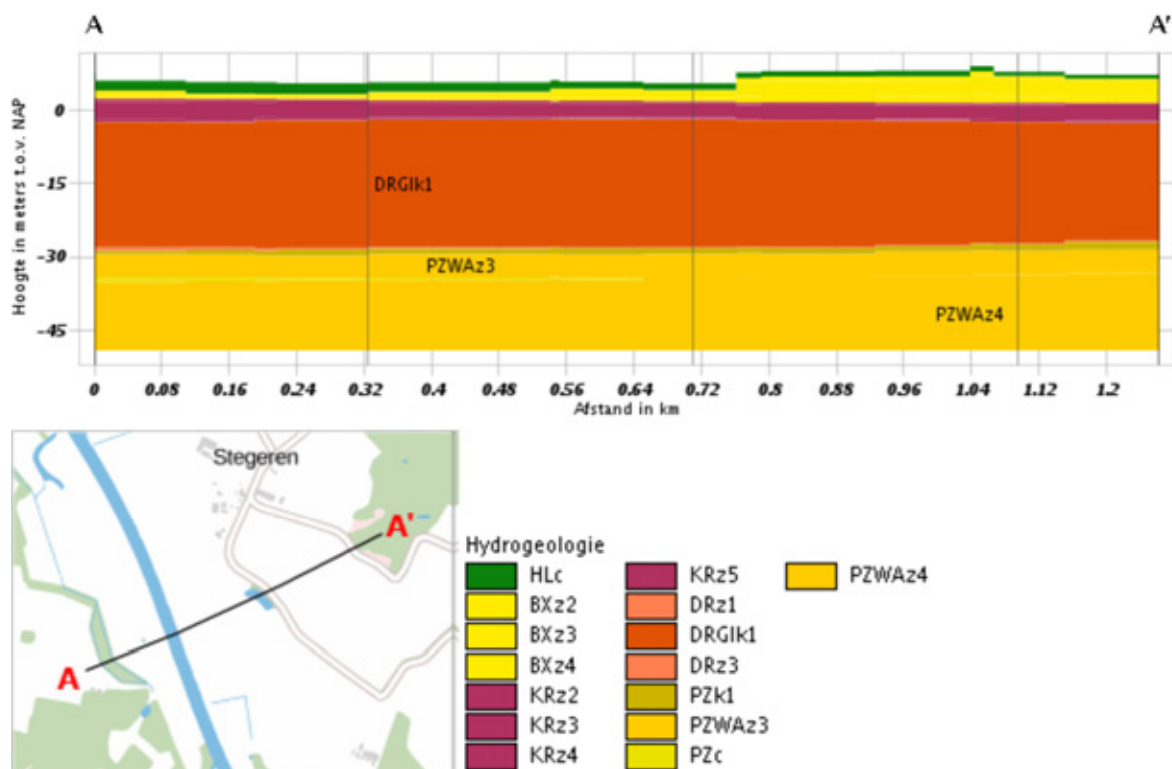 A A'
Hoogte in meters t.o.v. NAP
0
-15
-30
-45
DRGIk1
PZWAz3
PZWAz4
0 0.08 0.16 0.24 0.32 0.4 0.48 0.56 0.64 0.72 0.8 0.88 0.96 1.04 1.12 1.2
Afstand in km
Stegeren
A'
A
Hydrogeologie
HLc
BXz2
BXz3
BXz4
KRz2
KRz3
KRz4
KRz5
DRz1
DRGIk1
DRz3
PZk1
PZWAz3
PZc
PZWAz4